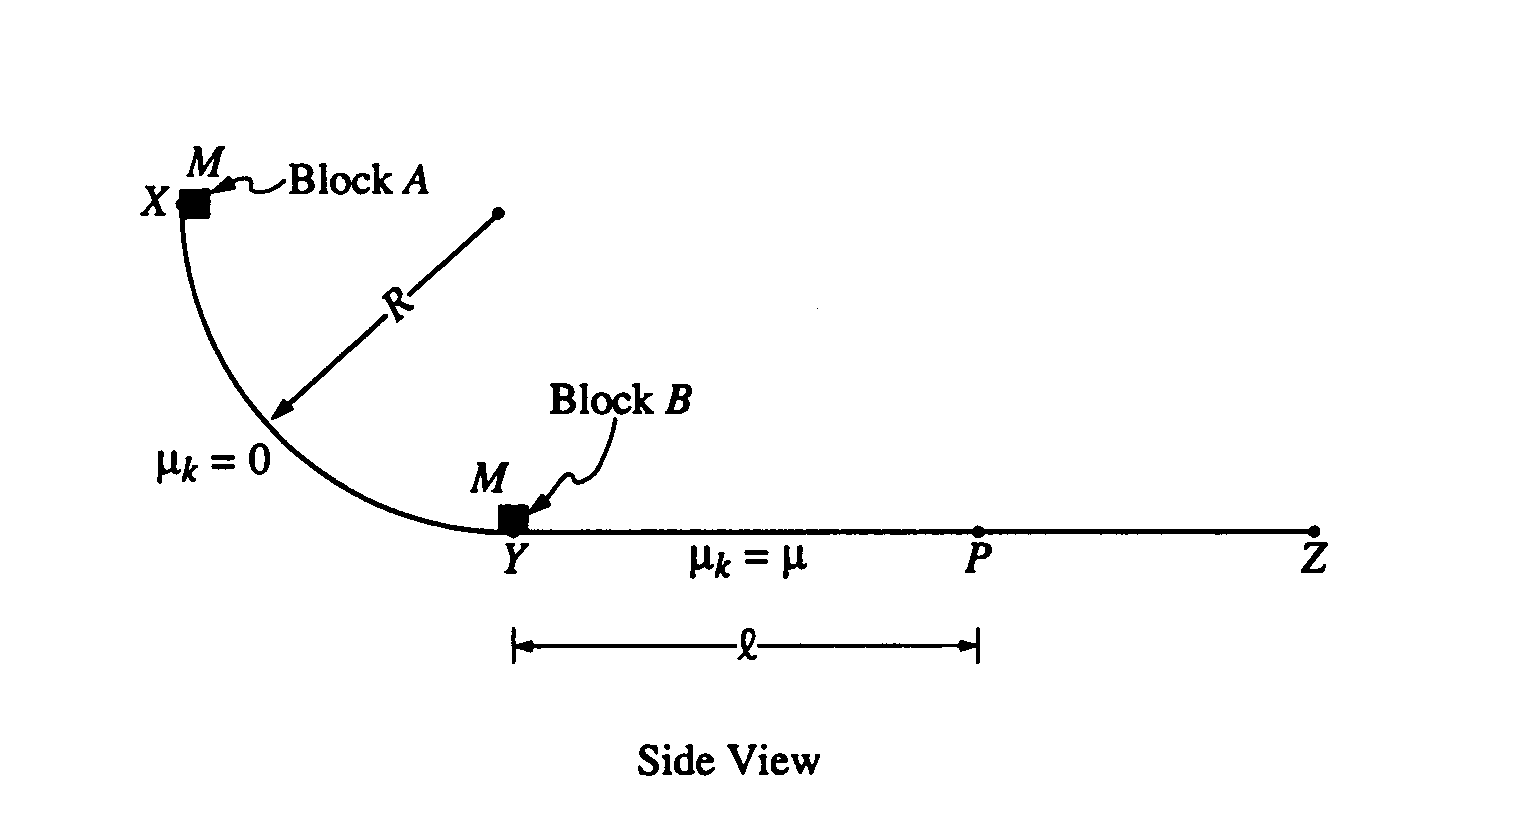 M
X
Block A
R
Block B
μk = 0
M
Y
μk = μ
P
Z
ℓ
Side View